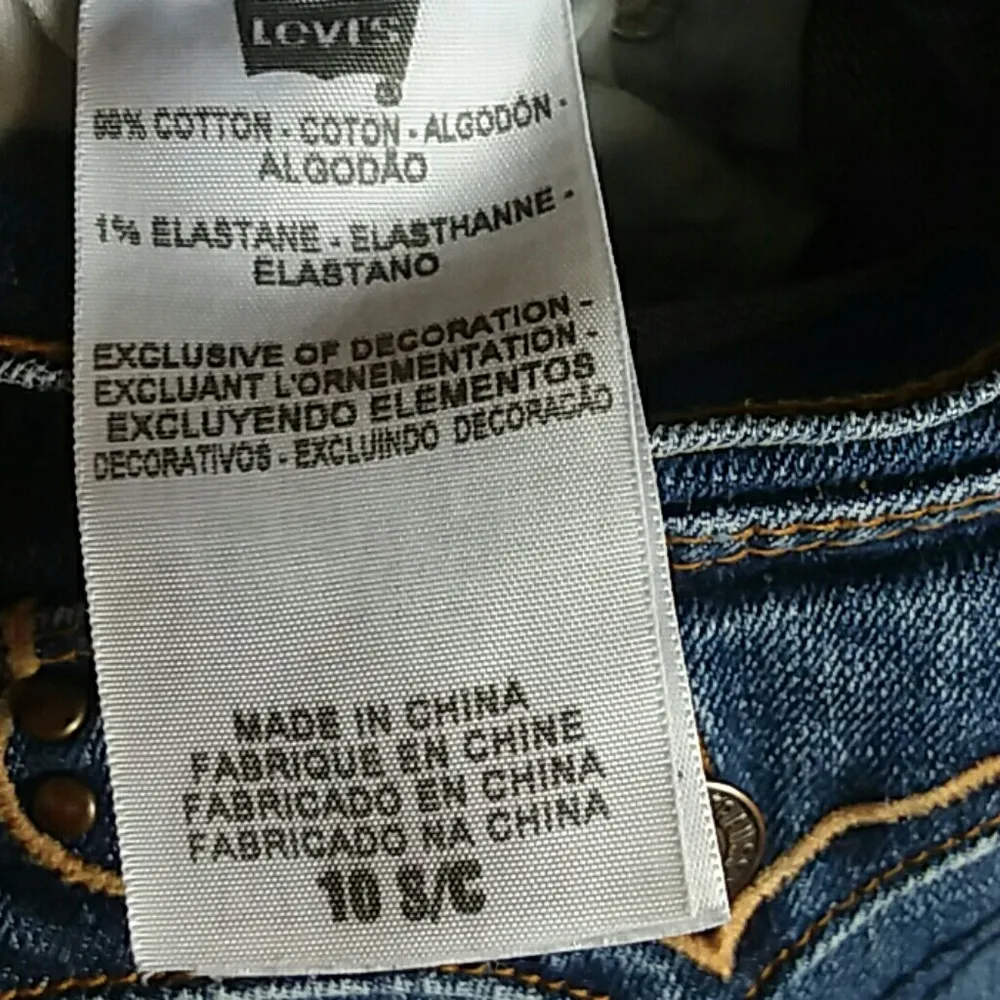 LEVI'S
®
99% COTTON - COTON - ALGODÓN -
ALGODÃO
1% ELASTANE - ELASTHANNE -
ELASTANO
EXCLUSIVE OF DECORATION -
EXCLUANT L'ORNEMENTATION -
EXCLUYENDO ELEMENTOS
DECORATIVOS - EXCLUINDO DECORAÇÃO
MADE IN CHINA
FABRIQUE EN CHINE
FABRICADO EN CHINA
FABRICADO NA CHINA
10 S/C